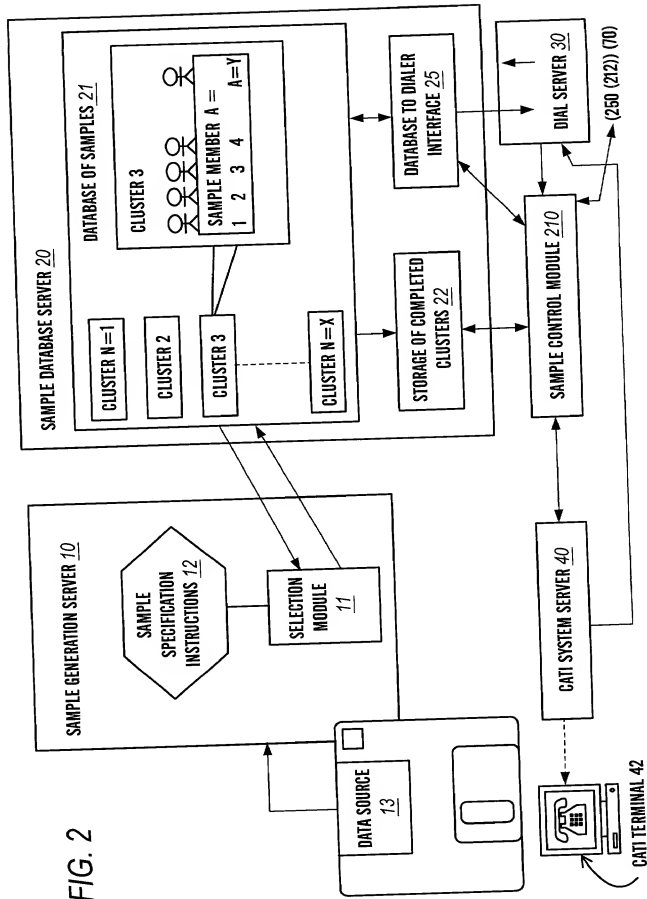 FIG. 2
SAMPLE GENERATION SERVER 10
SAMPLE
SPECIFICATION
INSTRUCTIONS 12
SELECTION
MODULE
11
DATA SOURCE
13
SAMPLE DATABASE SERVER 20
DATABASE OF SAMPLES 21
CLUSTER N=1
CLUSTER 2
CLUSTER 3
CLUSTER N=X
CLUSTER 3
SAMPLE MEMBER A =
1 2 3 4 A=Y
STORAGE OF COMPLETED
CLUSTERS 22
DATABASE TO DIALER
INTERFACE 25
DIAL SERVER 30
SAMPLE CONTROL MODULE 210
(250 (212)) (70)
CATI SYSTEM SERVER 40
CATI TERMINAL 42